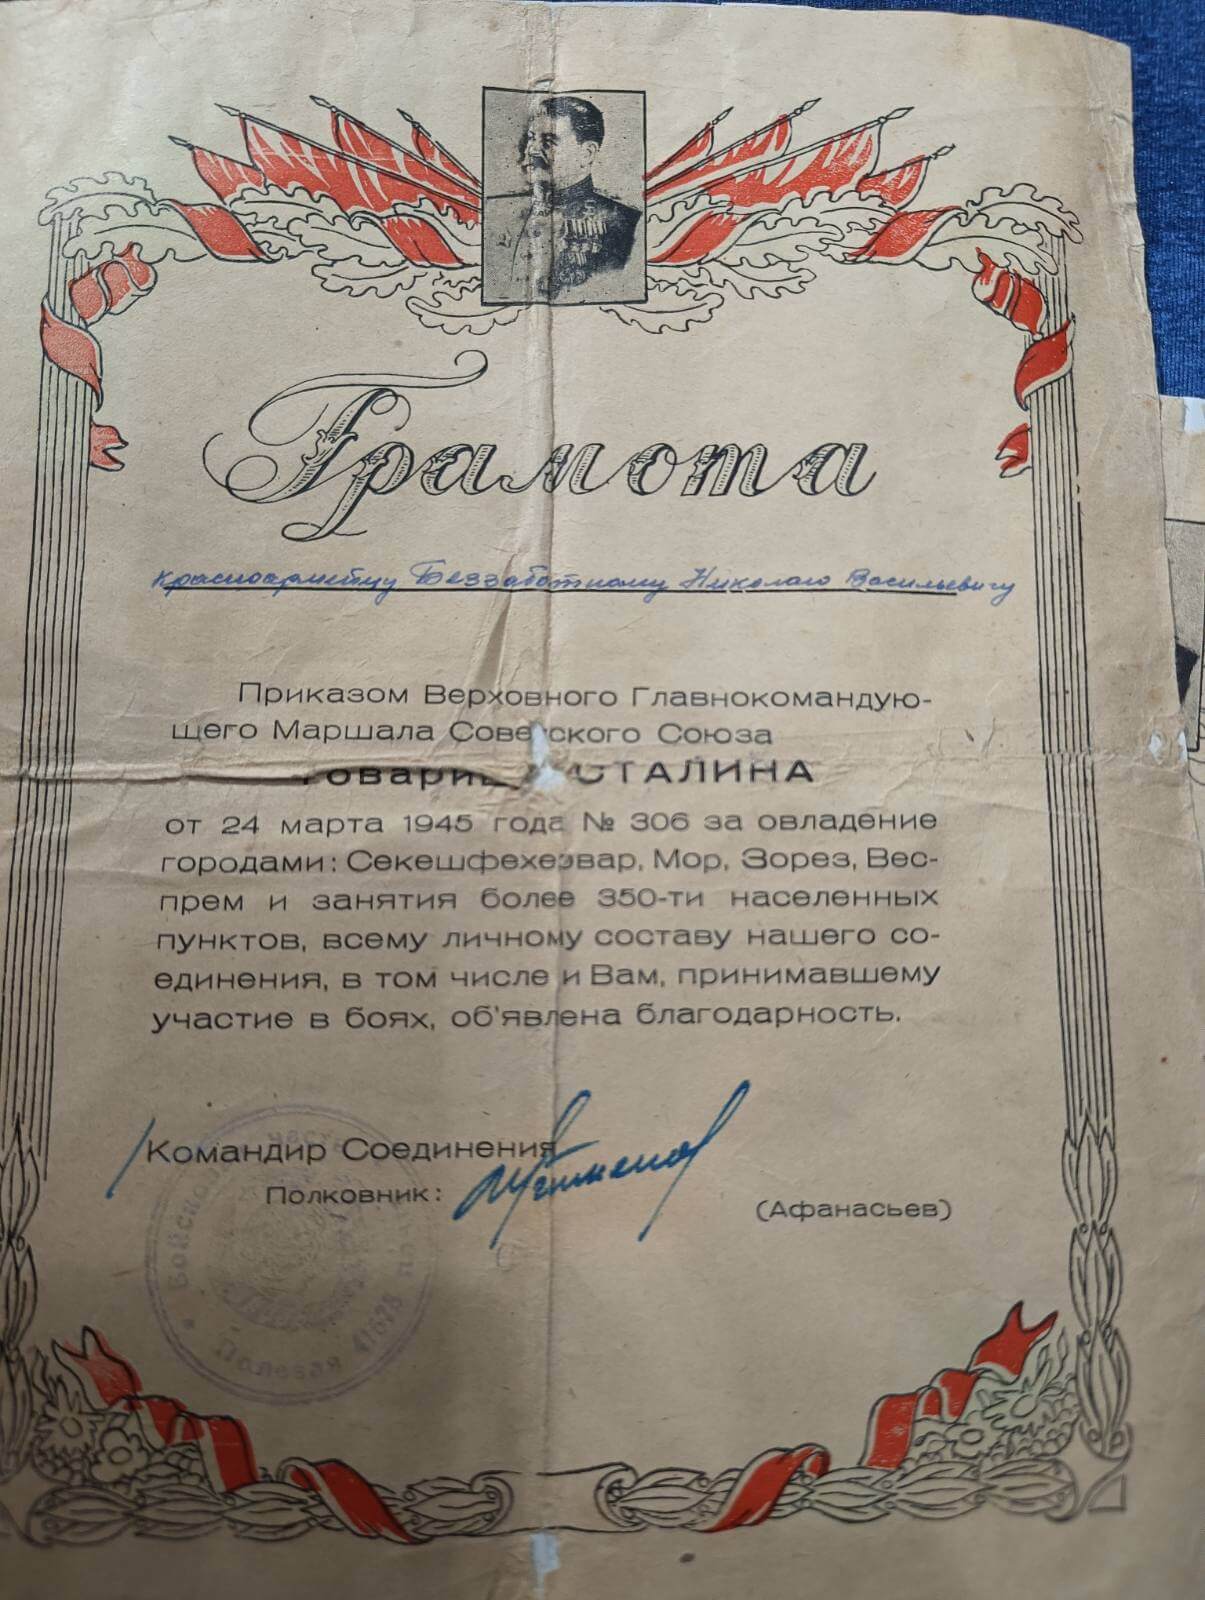 Грамота
Красноармейцу Беззаботному Николаю Васильевичу
Приказом Верховного Главнокомандую-
щего Маршала Советского Союза
СТАЛИНА
от 24 марта 1945 года № 306 за овладение
городами: Секешфехервар, Мор, Зорез, Вес-
прем и занятия более 350-ти населенных
пунктов, всему личному составу нашего со-
единения, в том числе и Вам, принимавшему
участие в боях, об'явлена благодарность.
Командир Соединения
Полковник:
(Афанасьев)
Полевая